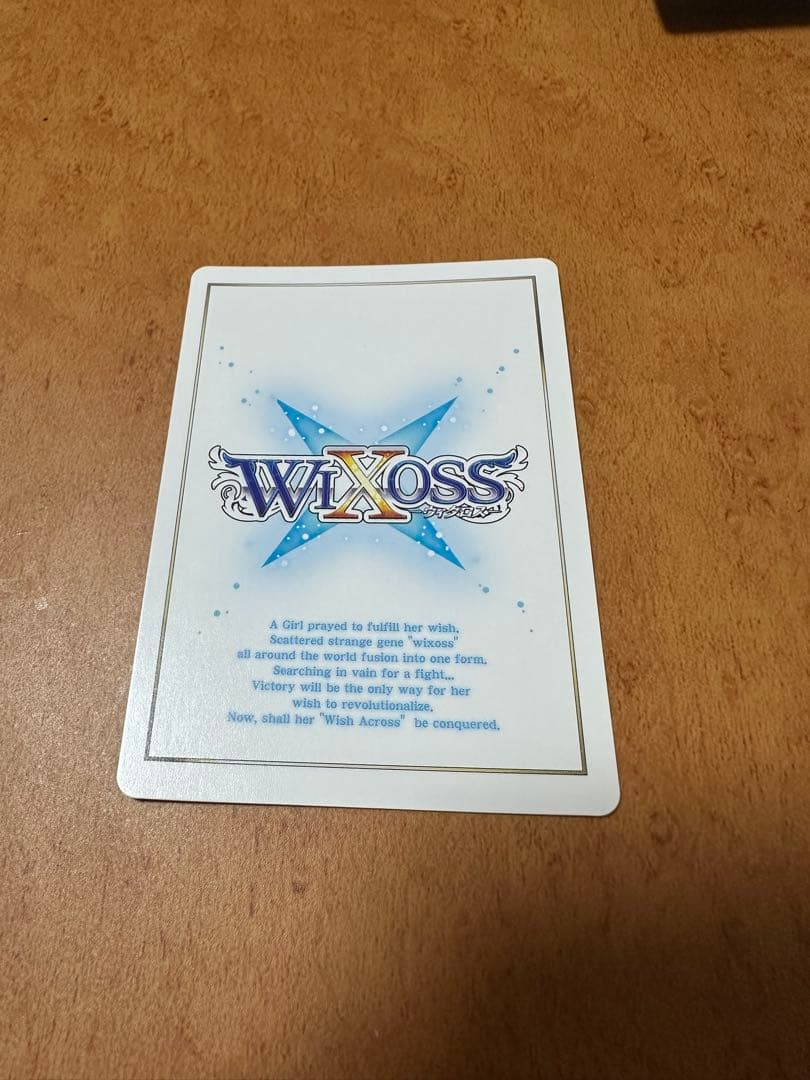 WIXOSS
ウィクロス
A Girl prayed to fulfill her wish.
Scattered strange gene "wixoss"
all around the world fusion into one form.
Searching in vain for a fight...
Victory will be the only way for her
wish to revolutionalize.
Now, shall her "Wish Across" be conquered.